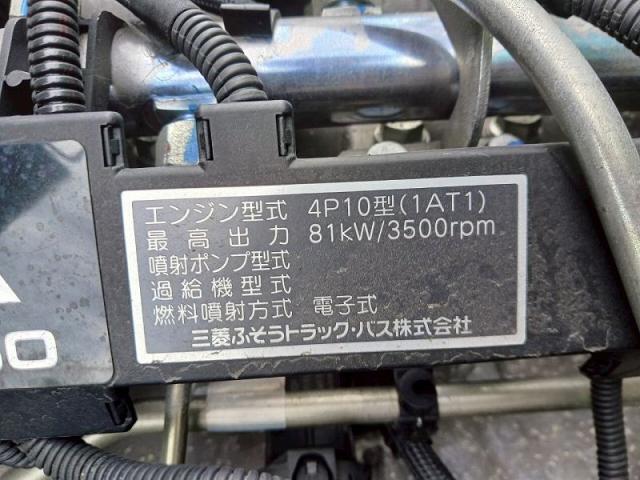 エンジン型式 4P10型(1AT1)
最高出力 81kW/3500rpm
噴射ポンプ型式
過給機型式
燃料噴射方式 電子式
三菱ふそうトラック・バス株式会社